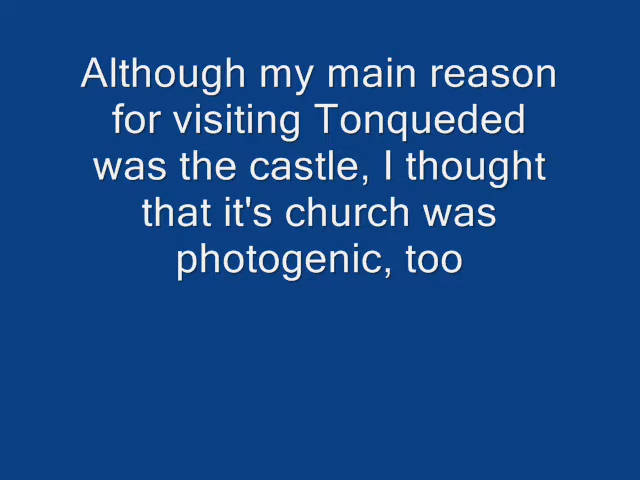 Although my main reason
for visiting Tonqueded
was the castle, I thought
that it's church was
photogenic, too